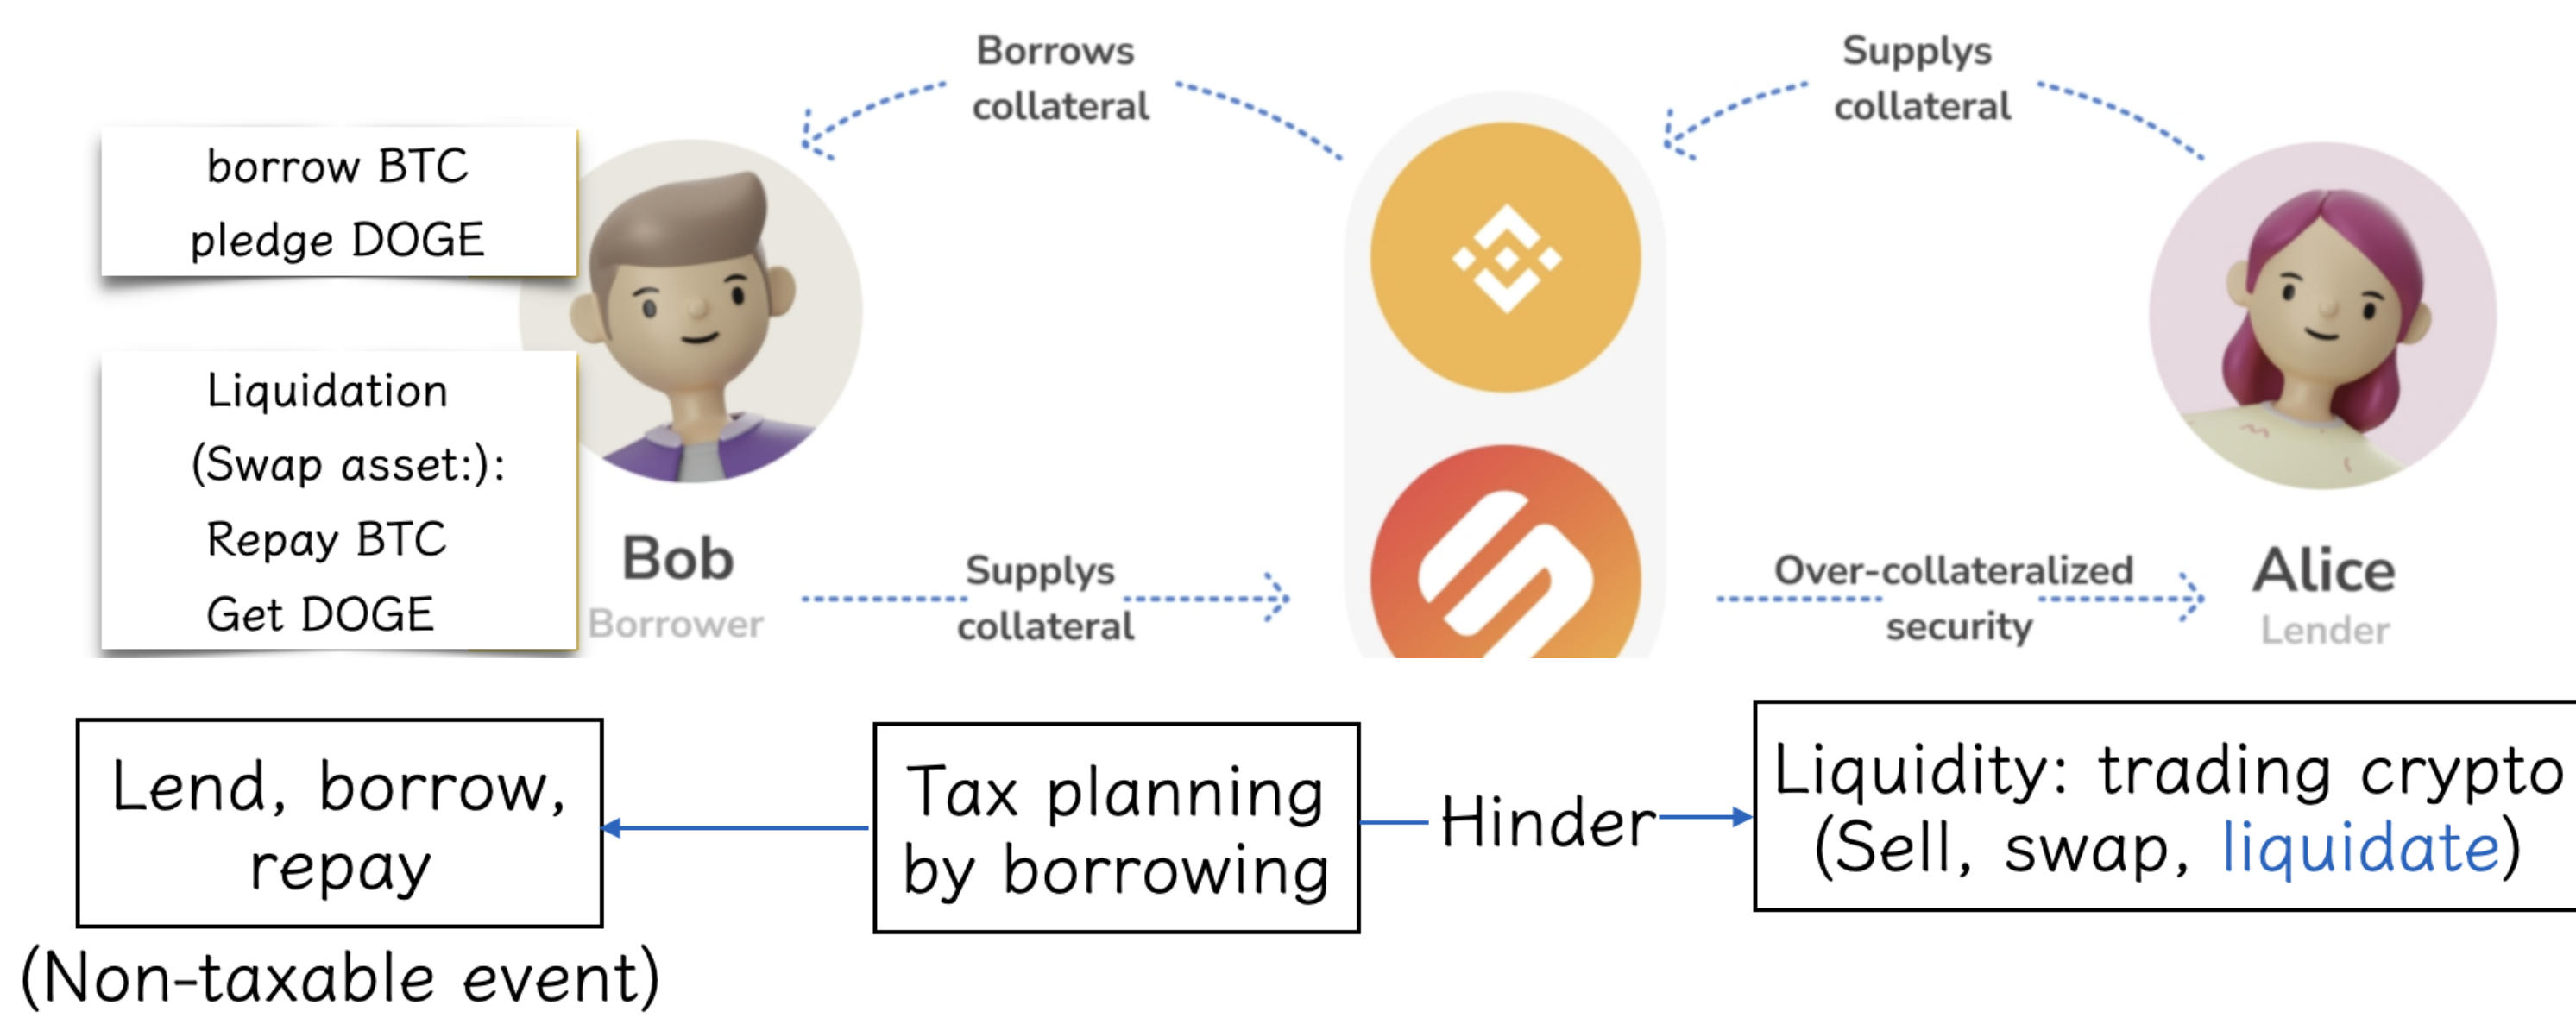 Borrows
collateral
Supplys
collateral
borrow BTC
pledge DOGE
Liquidation
(Swap asset:):
Repay BTC
Get DOGE
Bob
Borrower
Supplys
collateral
Over-collateralized
security
Alice
Lender
Lend, borrow,
repay
(Non-taxable event)
Tax planning
by borrowing
Hinder
Liquidity: trading crypto
(Sell, swap, liquidate)